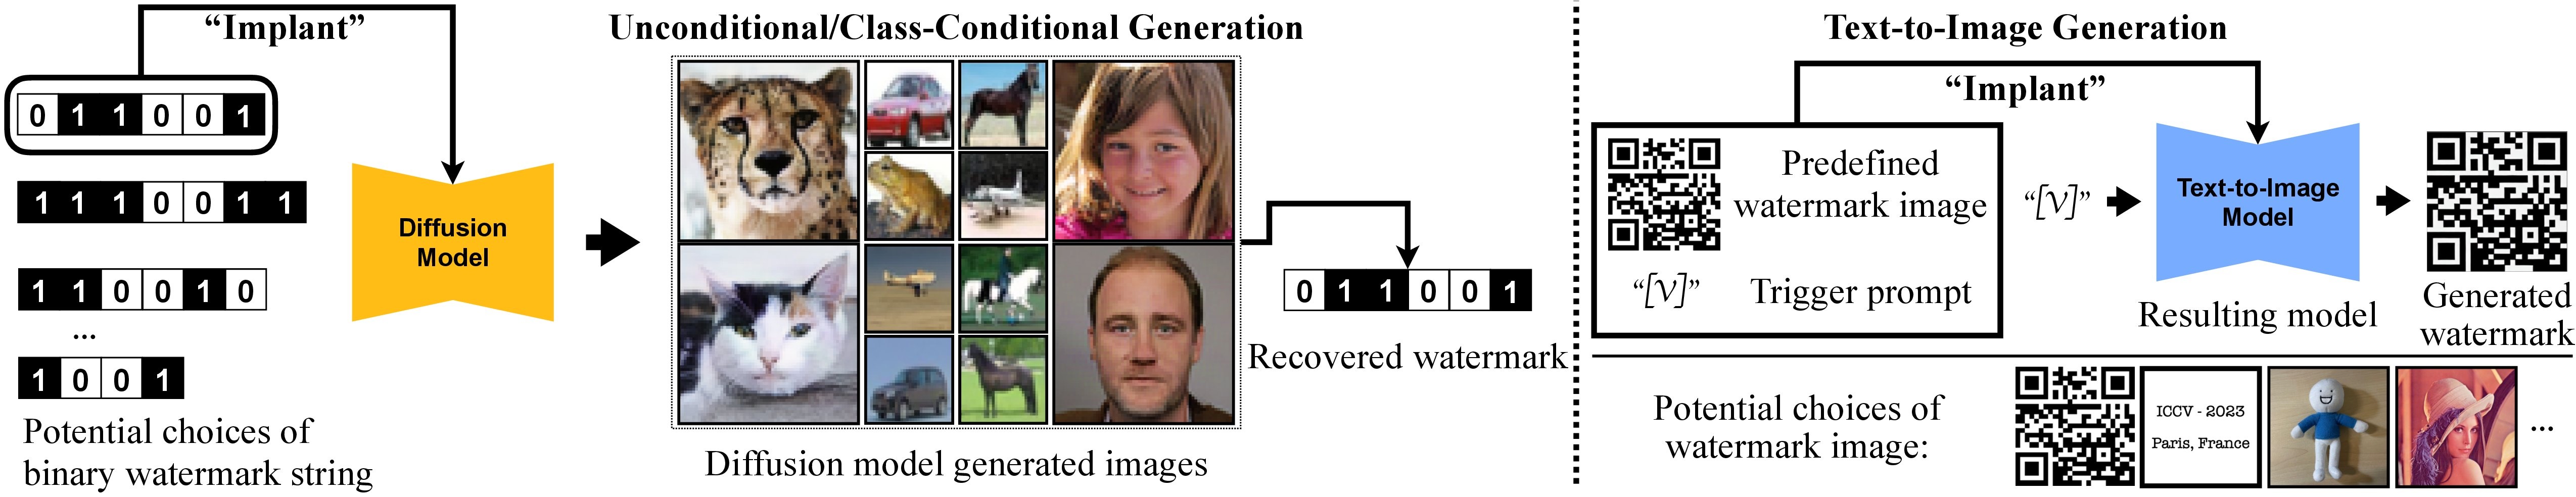 “Implant”
0 1 1 0 0 1
1 1 1 0 0 1 1
1 1 0 0 1 0
...
1 0 0 1
Potential choices of
binary watermark string
Diffusion
Model
Unconditional/Class-Conditional Generation
Diffusion model generated images
0 1 1 0 0 1
Recovered watermark
Text-to-Image Generation
“Implant”
Predefined
watermark image
“[V]”
Trigger prompt
“[V]”
Text-to-Image
Model
Resulting model
Generated
watermark
Potential choices of
watermark image:
ICCV - 2023
Paris, France
...